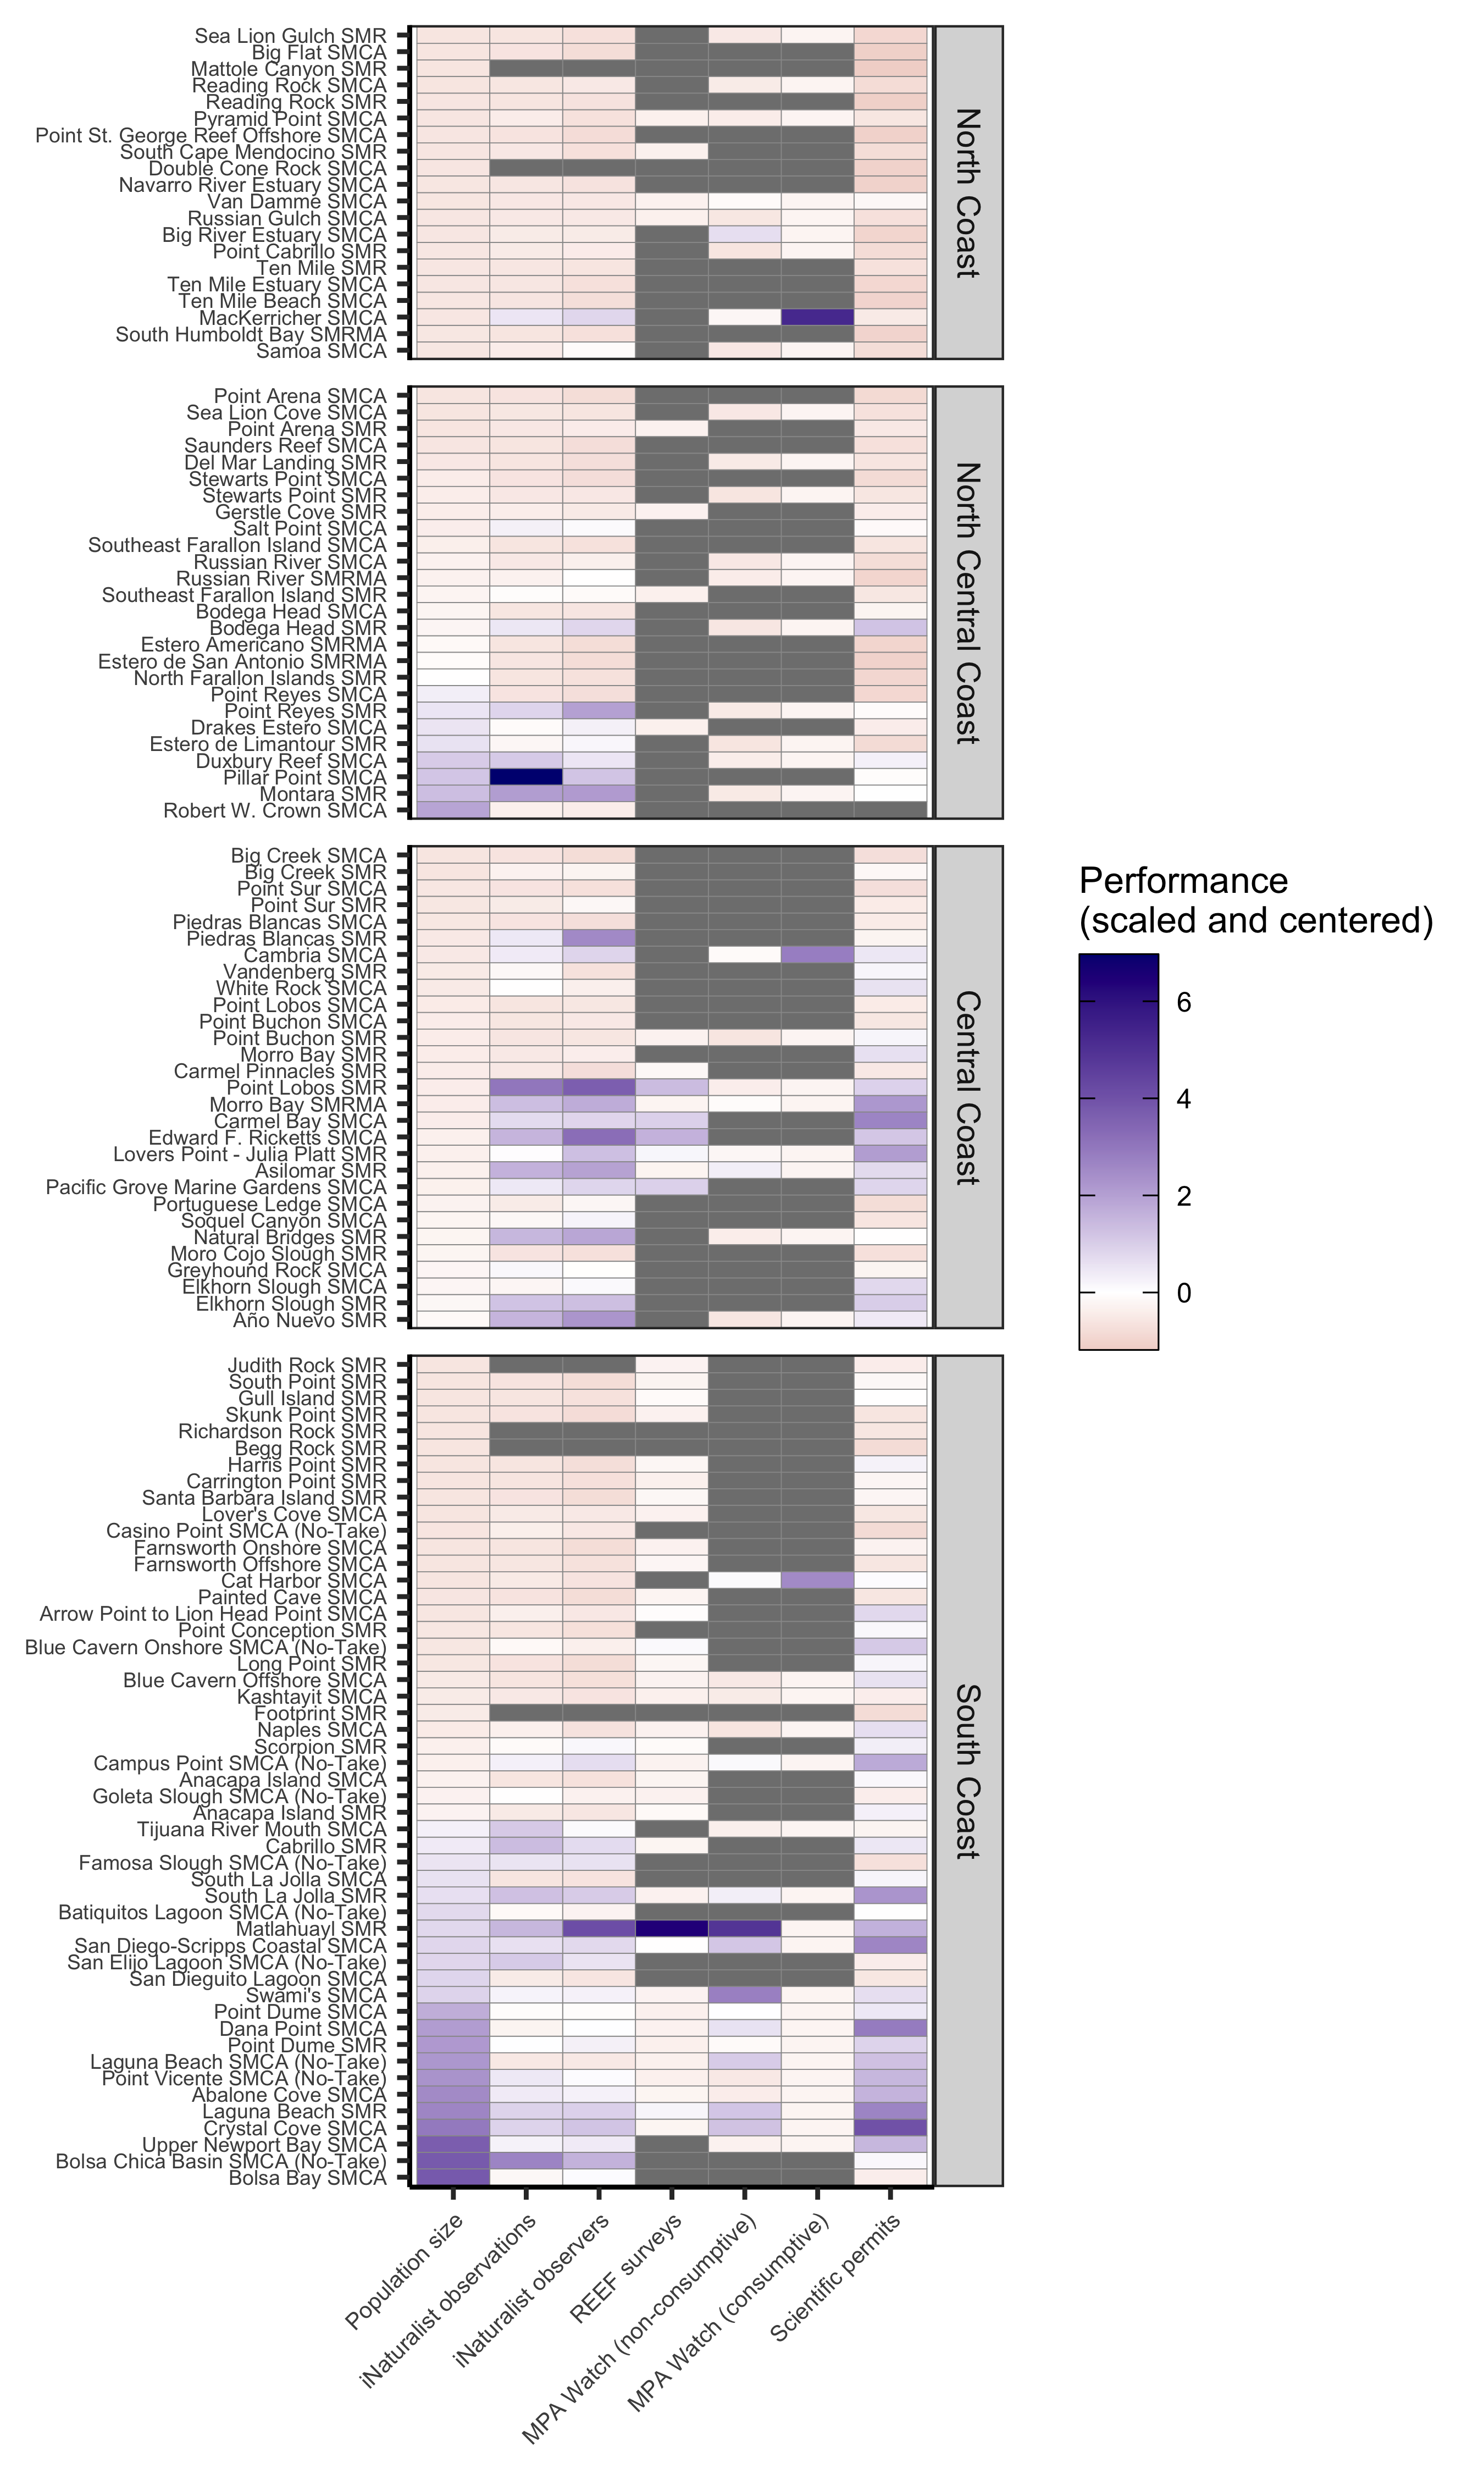 Sea Lion Gulch SMR
Big Flat SMCA
Mattole Canyon SMR
Reading Rock SMCA
Reading Rock SMR
Pyramid Point SMCA
Point St. George Reef Offshore SMCA
South Cape Mendocino SMR
Double Cone Rock SMCA
Navarro River Estuary SMCA
Van Damme SMCA
Russian Gulch SMCA
Big River Estuary SMCA
Point Cabrillo SMR
Ten Mile SMR
Ten Mile Estuary SMCA
Ten Mile Beach SMCA
MacKerricher SMCA
South Humboldt Bay SMRMA
Samoa SMCA
North Coast
Point Arena SMCA
Sea Lion Cove SMCA
Point Arena SMR
Saunders Reef SMCA
Del Mar Landing SMR
Stewarts Point SMCA
Stewarts Point SMR
Gerstle Cove SMR
Salt Point SMCA
Southeast Farallon Island SMCA
Russian River SMCA
Russian River SMRMA
Southeast Farallon Island SMR
Bodega Head SMCA
Bodega Head SMR
Estero Americano SMRMA
Estero de San Antonio SMRMA
North Farallon Islands SMR
Point Reyes SMCA
Point Reyes SMR
Drakes Estero SMCA
Estero de Limantour SMR
Duxbury Reef SMCA
Pillar Point SMCA
Montara SMR
Robert W. Crown SMCA
North Central Coast
Big Creek SMCA
Big Creek SMR
Point Sur SMCA
Point Sur SMR
Piedras Blancas SMCA
Piedras Blancas SMR
Cambria SMCA
Vandenberg SMR
White Rock SMCA
Point Lobos SMCA
Point Buchon SMCA
Point Buchon SMR
Morro Bay SMR
Carmel Pinnacles SMR
Point Lobos SMR
Morro Bay SMRMA
Carmel Bay SMCA
Edward F. Ricketts SMCA
Lovers Point - Julia Platt SMR
Asilomar SMR
Pacific Grove Marine Gardens SMCA
Portuguese Ledge SMCA
Soquel Canyon SMCA
Natural Bridges SMR
Moro Cojo Slough SMR
Greyhound Rock SMCA
Elkhorn Slough SMCA
Elkhorn Slough SMR
Año Nuevo SMR
Central Coast
Judith Rock SMR
South Point SMR
Gull Island SMR
Skunk Point SMR
Richardson Rock SMR
Begg Rock SMR
Harris Point SMR
Carrington Point SMR
Santa Barbara Island SMR
Lover's Cove SMCA
Casino Point SMCA (No-Take)
Farnsworth Onshore SMCA
Farnsworth Offshore SMCA
Cat Harbor SMCA
Painted Cave SMCA
Arrow Point to Lion Head Point SMCA
Point Conception SMR
Blue Cavern Onshore SMCA (No-Take)
Long Point SMR
Blue Cavern Offshore SMCA
Kashtayit SMCA
Footprint SMR
Naples SMCA
Scorpion SMR
Campus Point SMCA (No-Take)
Anacapa Island SMCA
Goleta Slough SMCA (No-Take)
Anacapa Island SMR
Tijuana River Mouth SMCA
Cabrillo SMR
Famosa Slough SMCA (No-Take)
South La Jolla SMCA
South La Jolla SMR
Batiquitos Lagoon SMCA (No-Take)
Matlahuayl SMR
San Diego-Scripps Coastal SMCA
San Elijo Lagoon SMCA (No-Take)
San Dieguito Lagoon SMCA
Swami's SMCA
Point Dume SMCA
Dana Point SMCA
Point Dume SMR
Laguna Beach SMCA (No-Take)
Point Vicente SMCA (No-Take)
Abalone Cove SMCA
Laguna Beach SMR
Crystal Cove SMCA
Upper Newport Bay SMCA
Bolsa Chica Basin SMCA (No-Take)
Bolsa Bay SMCA
South Coast
Population size
iNaturalist observations
iNaturalist observers
REEF surveys
MPA Watch (non-consumptive)
MPA Watch (consumptive)
Scientific permits
Performance
(scaled and centered)
6
4
2
0